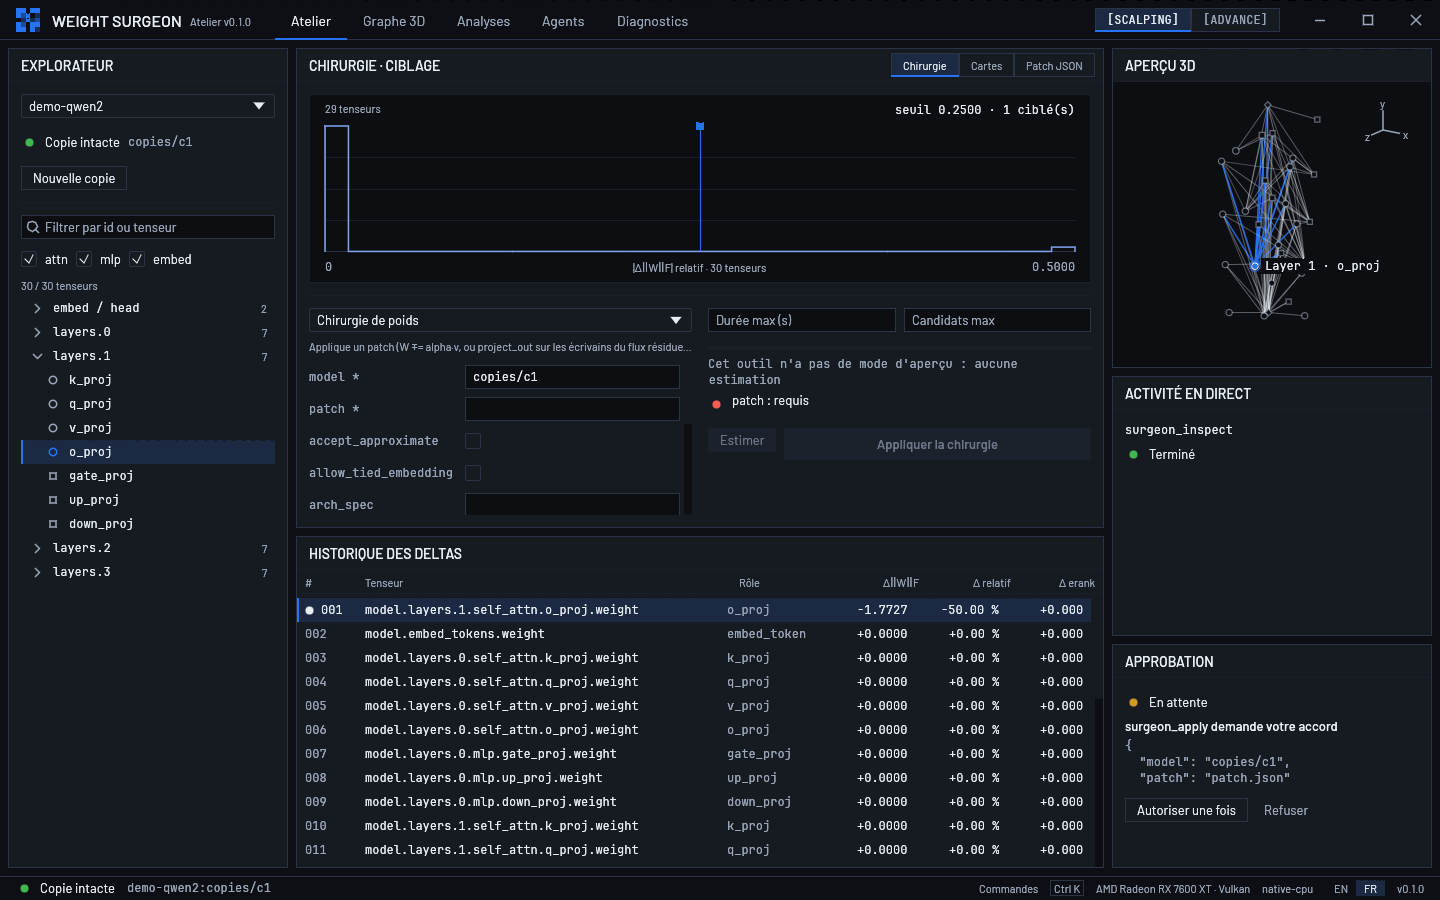 WEIGHT SURGEON Atelier v0.1.0
Atelier Graphe 3D Analyses Agents Diagnostics
[SCALPING] [ADVANCE]
EXPLORATEUR
demo-qwen2
Copie intacte copies/c1
Nouvelle copie
Filtrer par id ou tenseur
attn mlp embed
30 / 30 tenseurs
embed / head 2
layers.0 7
layers.1 7
k_proj
q_proj
v_proj
o_proj
gate_proj
up_proj
down_proj
layers.2 7
layers.3 7
CHIRURGIE · CIBLAGE
Chirurgie Cartes Patch JSON
29 tenseurs
seuil 0.2500 · 1 ciblé(s)
0 |Δ‖W‖F| relatif · 30 tenseurs 0.5000
Chirurgie de poids
Applique un patch (W ∓= alpha·v, ou project_out sur les écrivains du flux résidue…
model * copies/c1
patch *
accept_approximate
allow_tied_embedding
arch_spec
Durée max (s) Candidats max
Cet outil n'a pas de mode d'aperçu : aucune
estimation
patch : requis
Estimer Appliquer la chirurgie
HISTORIQUE DES DELTAS
# Tenseur Rôle Δ‖W‖F Δ relatif Δ erank
001 model.layers.1.self_attn.o_proj.weight o_proj -1.7727 -50.00 % +0.000
002 model.embed_tokens.weight embed_token +0.0000 +0.00 % +0.000
003 model.layers.0.self_attn.k_proj.weight k_proj +0.0000 +0.00 % +0.000
004 model.layers.0.self_attn.q_proj.weight q_proj +0.0000 +0.00 % +0.000
005 model.layers.0.self_attn.v_proj.weight v_proj +0.0000 +0.00 % +0.000
006 model.layers.0.self_attn.o_proj.weight o_proj +0.0000 +0.00 % +0.000
007 model.layers.0.mlp.gate_proj.weight gate_proj +0.0000 +0.00 % +0.000
008 model.layers.0.mlp.up_proj.weight up_proj +0.0000 +0.00 % +0.000
009 model.layers.0.mlp.down_proj.weight down_proj +0.0000 +0.00 % +0.000
010 model.layers.1.self_attn.k_proj.weight k_proj +0.0000 +0.00 % +0.000
011 model.layers.1.self_attn.q_proj.weight q_proj +0.0000 +0.00 % +0.000
APERÇU 3D
y
z x
Layer 1 · o_proj
ACTIVITÉ EN DIRECT
surgeon_inspect
Terminé
APPROBATION
En attente
surgeon_apply demande votre accord
{
"model": "copies/c1",
"patch": "patch.json"
Autoriser une fois Refuser
Copie intacte demo-qwen2:copies/c1
Commandes Ctrl K AMD Radeon RX 7600 XT · Vulkan native-cpu EN FR v0.1.0